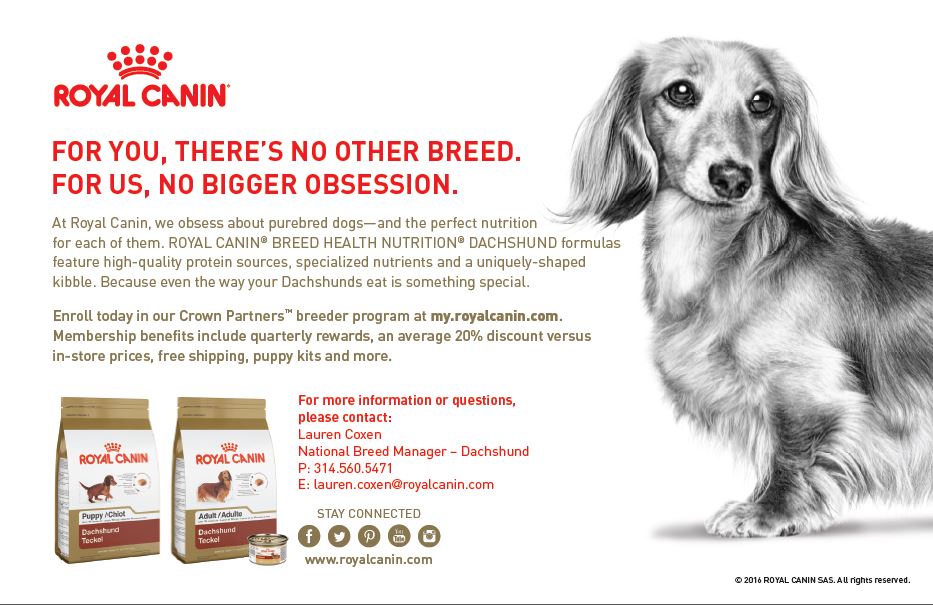 ROYAL CANIN®
FOR YOU, THERE'S NO OTHER BREED.
FOR US, NO BIGGER OBSESSION.
At Royal Canin, we obsess about purebred dogs—and the perfect nutrition
for each of them. ROYAL CANIN® BREED HEALTH NUTRITION® DACHSHUND formulas
feature high-quality protein sources, specialized nutrients and a uniquely-shaped
kibble. Because even the way your Dachshunds eat is something special.
Enroll today in our Crown Partners™ breeder program at my.royalcanin.com.
Membership benefits include quarterly rewards, an average 20% discount versus
in-store prices, free shipping, puppy kits and more.
ROYAL CANIN
Puppy/Chiot
Dachshund
Teckel
ROYAL CANIN
Adult/Adulte
Dachshund
Teckel
For more information or questions,
please contact:
Lauren Coxen
National Breed Manager – Dachshund
P: 314.560.5471
E: lauren.coxen@royalcanin.com
STAY CONNECTED
You
Tube
www.royalcanin.com
© 2016 ROYAL CANIN SAS. All rights reserved.